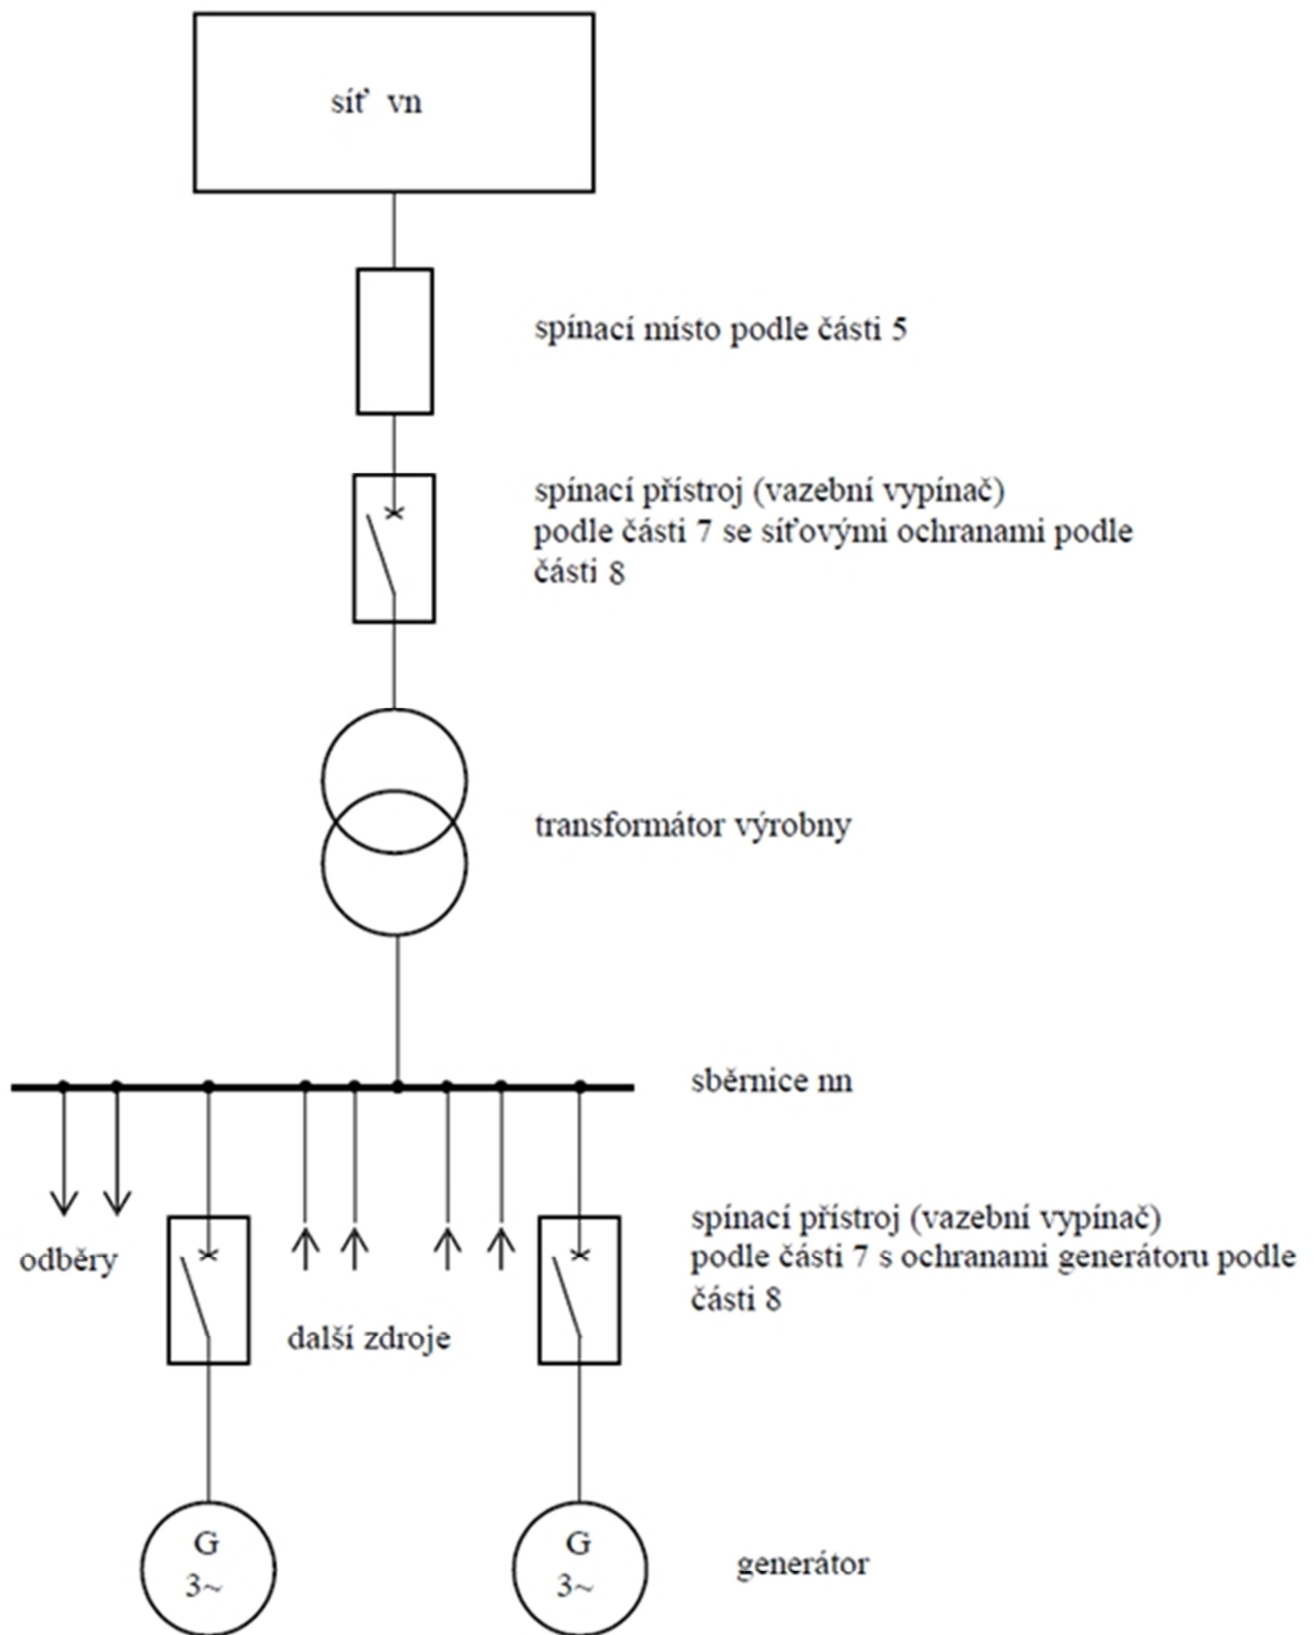 síť vn
spínací místo podle části 5
spínací přístroj (vazební vypínač)
podle části 7 se síťovými ochranami podle
části 8
transformátor výrobny
sběrnice nn
spínací přístroj (vazební vypínač)
podle části 7 s ochranami generátoru podle
části 8
odběry
další zdroje
G
3~
G
3~
generátor